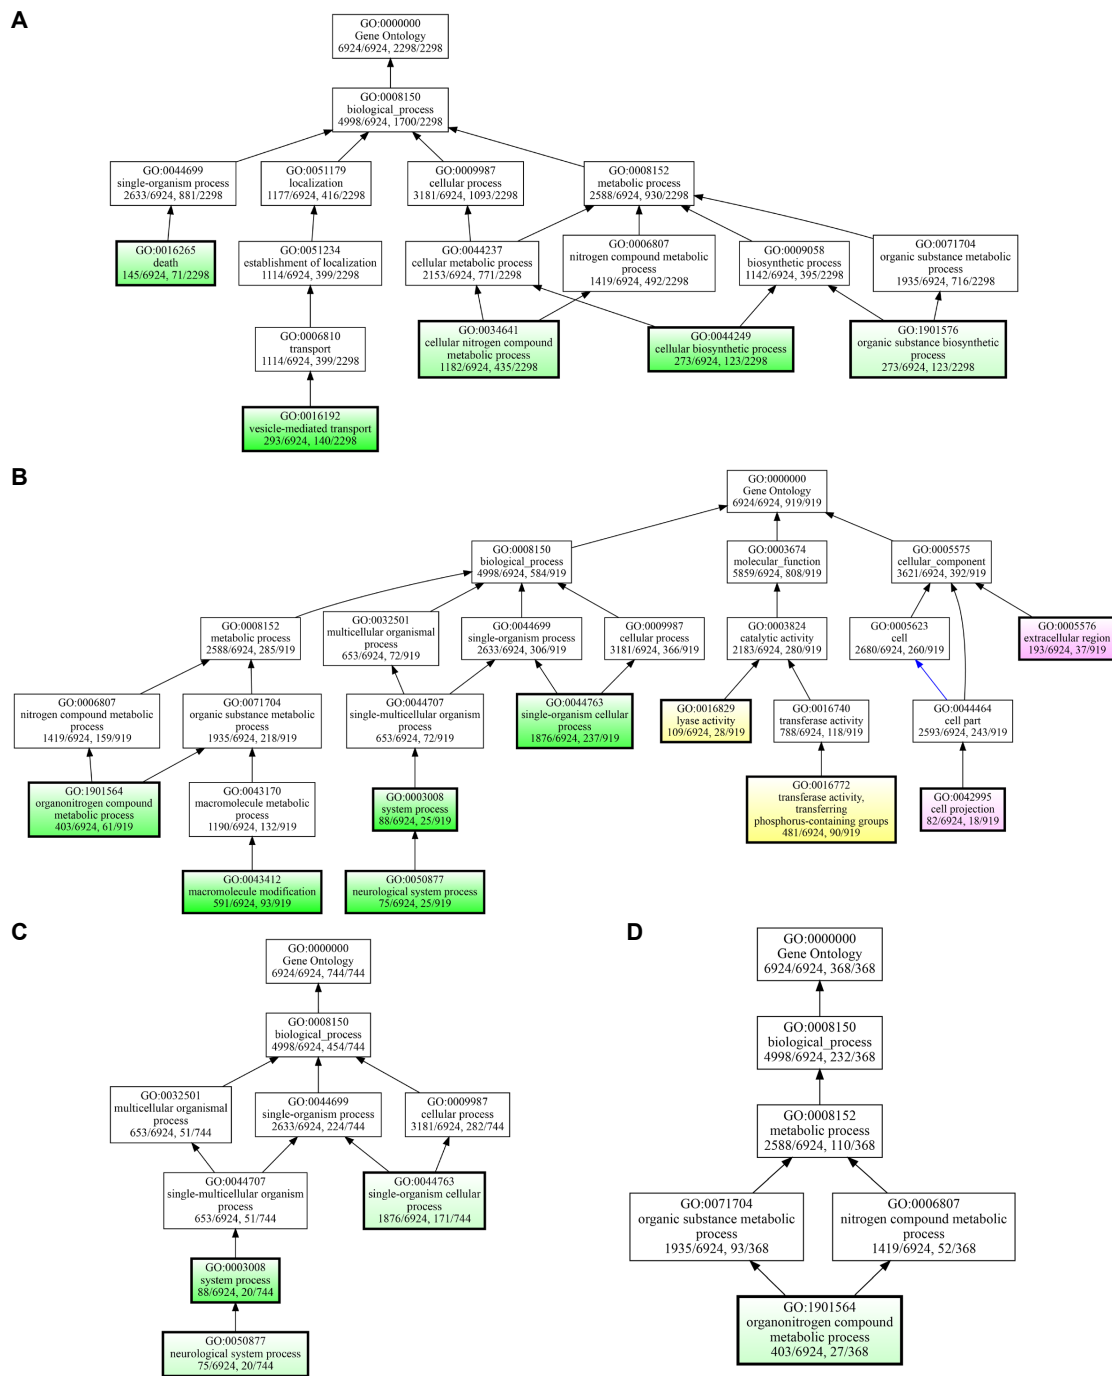 A
GO:0000000
Gene Ontology
6924/6924, 2298/2298
GO:0008150
biological_process
4998/6924, 1700/2298
GO:0044699
single-organism process
2633/6924, 881/2298
GO:0051179
localization
1177/6924, 416/2298
GO:0009987
cellular process
3181/6924, 1093/2298
GO:0008152
metabolic process
2588/6924, 930/2298
GO:0016265
death
145/6924, 71/2298
GO:0051234
establishment of localization
1114/6924, 399/2298
GO:0044237
cellular metabolic process
2153/6924, 771/2298
GO:0006807
nitrogen compound metabolic
process
1419/6924, 492/2298
GO:0009058
biosynthetic process
1142/6924, 395/2298
GO:0071704
organic substance metabolic
process
1935/6924, 716/2298
GO:0006810
transport
1114/6924, 399/2298
GO:0034641
cellular nitrogen compound
metabolic process
1182/6924, 435/2298
GO:0044249
cellular biosynthetic process
273/6924, 123/2298
GO:1901576
organic substance biosynthetic
process
273/6924, 123/2298
GO:0016192
vesicle-mediated transport
293/6924, 140/2298
B
GO:0000000
Gene Ontology
6924/6924, 919/919
GO:0008150
biological_process
4998/6924, 584/919
GO:0003674
molecular_function
5859/6924, 808/919
GO:0005575
cellular_component
3621/6924, 392/919
GO:0008152
metabolic process
2588/6924, 285/919
GO:0032501
multicellular organismal
process
653/6924, 72/919
GO:0044699
single-organism process
2633/6924, 306/919
GO:0009987
cellular process
3181/6924, 366/919
GO:0003824
catalytic activity
2183/6924, 280/919
GO:0005623
cell
2680/6924, 260/919
GO:0005576
extracellular region
193/6924, 37/919
GO:0006807
nitrogen compound metabolic
process
1419/6924, 159/919
GO:0071704
organic substance metabolic
process
1935/6924, 218/919
GO:0044707
single-multicellular organism
process
653/6924, 72/919
GO:0044763
single-organism cellular
process
1876/6924, 237/919
GO:0016829
lyase activity
109/6924, 28/919
GO:0016740
transferase activity
788/6924, 118/919
GO:0044464
cell part
2593/6924, 243/919
GO:1901564
organonitrogen compound
metabolic process
403/6924, 61/919
GO:0043170
macromolecule metabolic
process
1190/6924, 132/919
GO:0003008
system process
88/6924, 25/919
GO:0016772
transferase activity,
transferring
phosphorus-containing groups
481/6924, 90/919
GO:0042995
cell projection
82/6924, 18/919
GO:0043412
macromolecule modification
591/6924, 93/919
GO:0050877
neurological system process
75/6924, 25/919
C
GO:0000000
Gene Ontology
6924/6924, 744/744
GO:0008150
biological_process
4998/6924, 454/744
GO:0032501
multicellular organismal
process
653/6924, 51/744
GO:0044699
single-organism process
2633/6924, 224/744
GO:0009987
cellular process
3181/6924, 282/744
GO:0044707
single-multicellular organism
process
653/6924, 51/744
GO:0044763
single-organism cellular
process
1876/6924, 171/744
GO:0003008
system process
88/6924, 20/744
GO:0050877
neurological system process
75/6924, 20/744
D
GO:0000000
Gene Ontology
6924/6924, 368/368
GO:0008150
biological_process
4998/6924, 232/368
GO:0008152
metabolic process
2588/6924, 110/368
GO:0071704
organic substance metabolic
process
1935/6924, 93/368
GO:0006807
nitrogen compound metabolic
process
1419/6924, 52/368
GO:1901564
organonitrogen compound
metabolic process
403/6924, 27/368